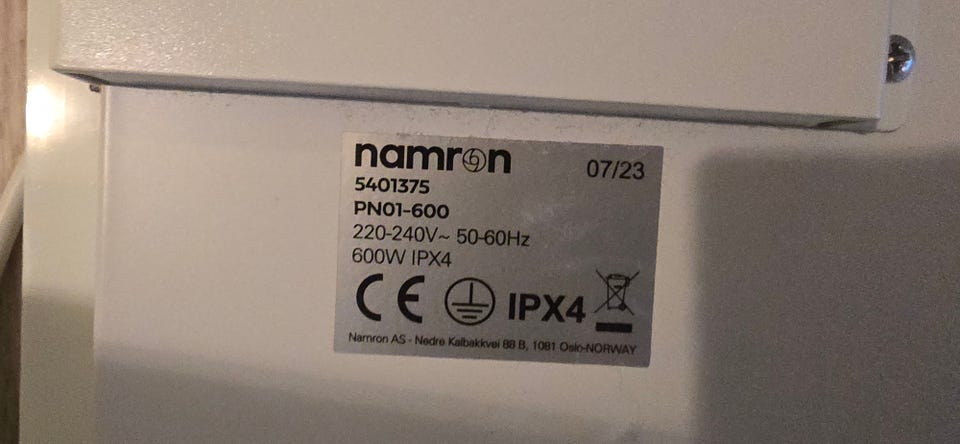 namron
07/23
5401375
PN01-600
220-240V~ 50-60Hz
600W IPX4
CE IPX4
Namron AS - Nedre Kalbakkvei 88 B, 1081 Oslo-NORWAY